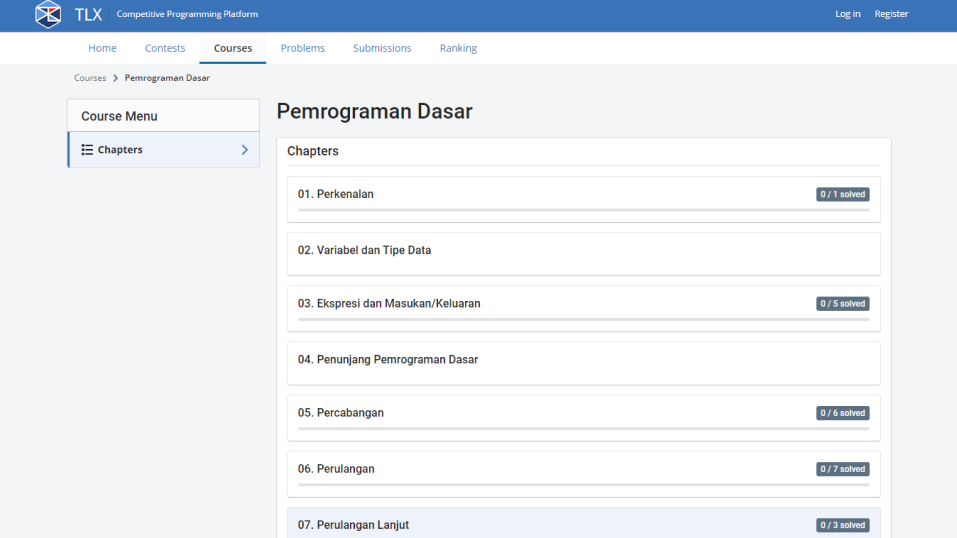 TLX Competitive Programming Platform Log in Register
Home Contests Courses Problems Submissions Ranking
Courses Pemrograman Dasar
Course Menu
Chapters
Pemrograman Dasar
Chapters
01. Perkenalan 0 / 1 solved
02. Variabel dan Tipe Data
03. Ekspresi dan Masukan/Keluaran 0 / 5 solved
04. Penunjang Pemrograman Dasar
05. Percabangan 0 / 6 solved
06. Perulangan 0 / 7 solved
07. Perulangan Lanjut 0 / 3 solved